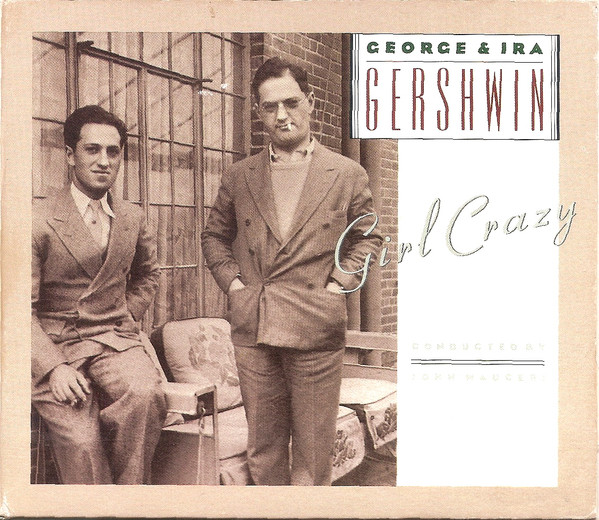 GEORGE & IRA
GERSHWIN
Girl Crazy
CONDUCTED BY
JOHN MAUCERI